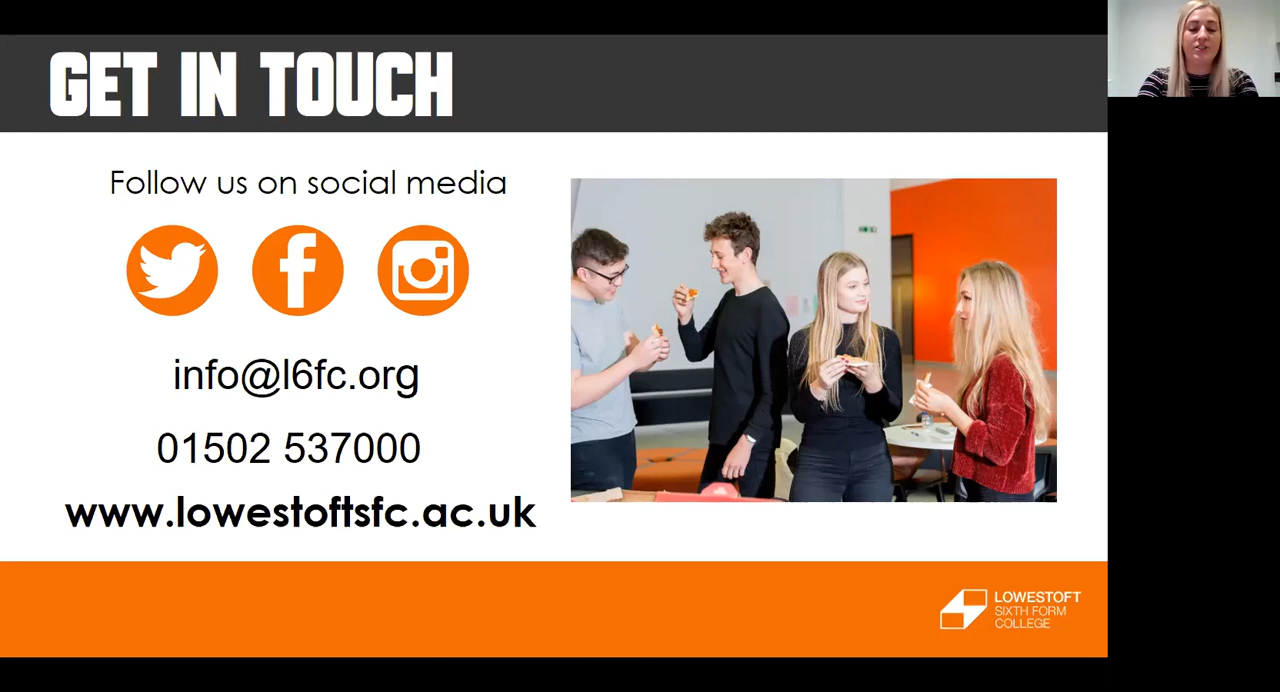 GET IN TOUCH
Follow us on social media
info@l6fc.org
01502 537000
www.lowestoftsfc.ac.uk
LOWESTOFT
SIXTH FORM
COLLEGE